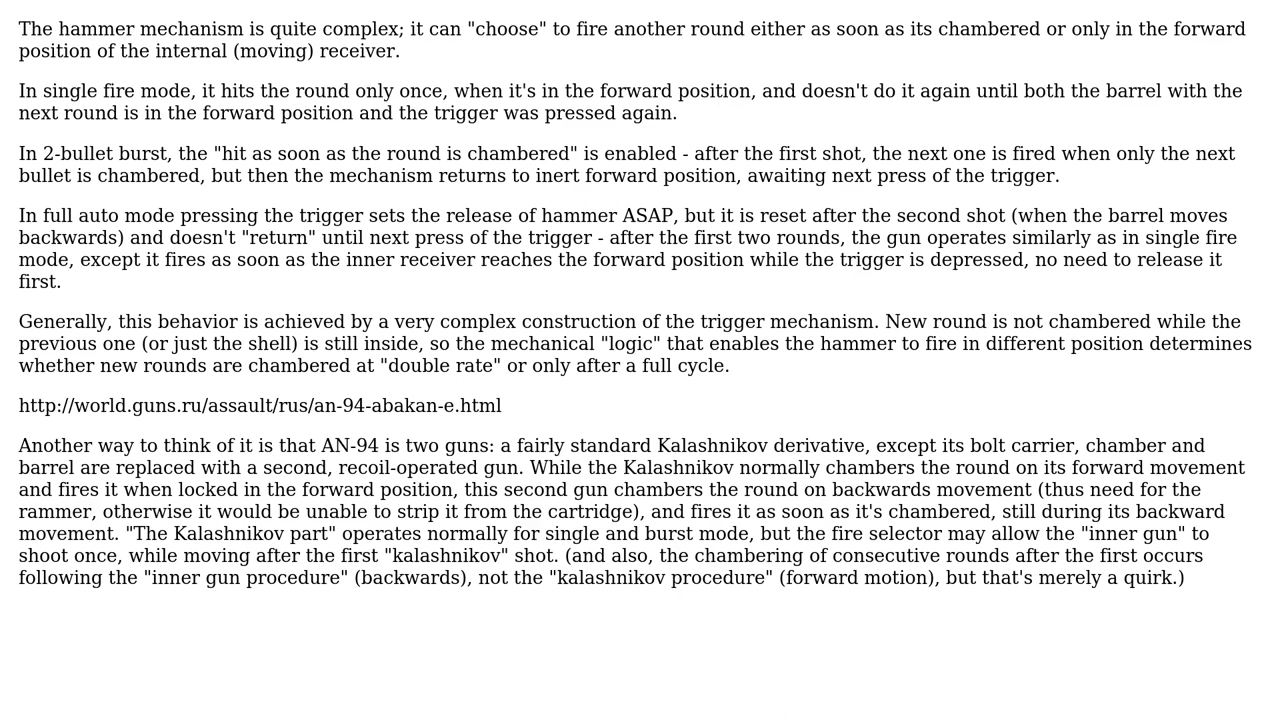 The hammer mechanism is quite complex; it can "choose" to fire another round either as soon as its chambered or only in the forward
position of the internal (moving) receiver.
In single fire mode, it hits the round only once, when it's in the forward position, and doesn't do it again until both the barrel with the
next round is in the forward position and the trigger was pressed again.
In 2-bullet burst, the "hit as soon as the round is chambered" is enabled - after the first shot, the next one is fired when only the next
bullet is chambered, but then the mechanism returns to inert forward position, awaiting next press of the trigger.
In full auto mode pressing the trigger sets the release of hammer ASAP, but it is reset after the second shot (when the barrel moves
backwards) and doesn't "return" until next press of the trigger - after the first two rounds, the gun operates similarly as in single fire
mode, except it fires as soon as the inner receiver reaches the forward position while the trigger is depressed, no need to release it
first.
Generally, this behavior is achieved by a very complex construction of the trigger mechanism. New round is not chambered while the
previous one (or just the shell) is still inside, so the mechanical "logic" that enables the hammer to fire in different position determines
whether new rounds are chambered at "double rate" or only after a full cycle.
http://world.guns.ru/assault/rus/an-94-abakan-e.html
Another way to think of it is that AN-94 is two guns: a fairly standard Kalashnikov derivative, except its bolt carrier, chamber and
barrel are replaced with a second, recoil-operated gun. While the Kalashnikov normally chambers the round on its forward movement
and fires it when locked in the forward position, this second gun chambers the round on backwards movement (thus need for the
rammer, otherwise it would be unable to strip it from the cartridge), and fires it as soon as it's chambered, still during its backward
movement. "The Kalashnikov part" operates normally for single and burst mode, but the fire selector may allow the "inner gun" to
shoot once, while moving after the first "kalashnikov" shot. (and also, the chambering of consecutive rounds after the first occurs
following the "inner gun procedure" (backwards), not the "kalashnikov procedure" (forward motion), but that's merely a quirk.)